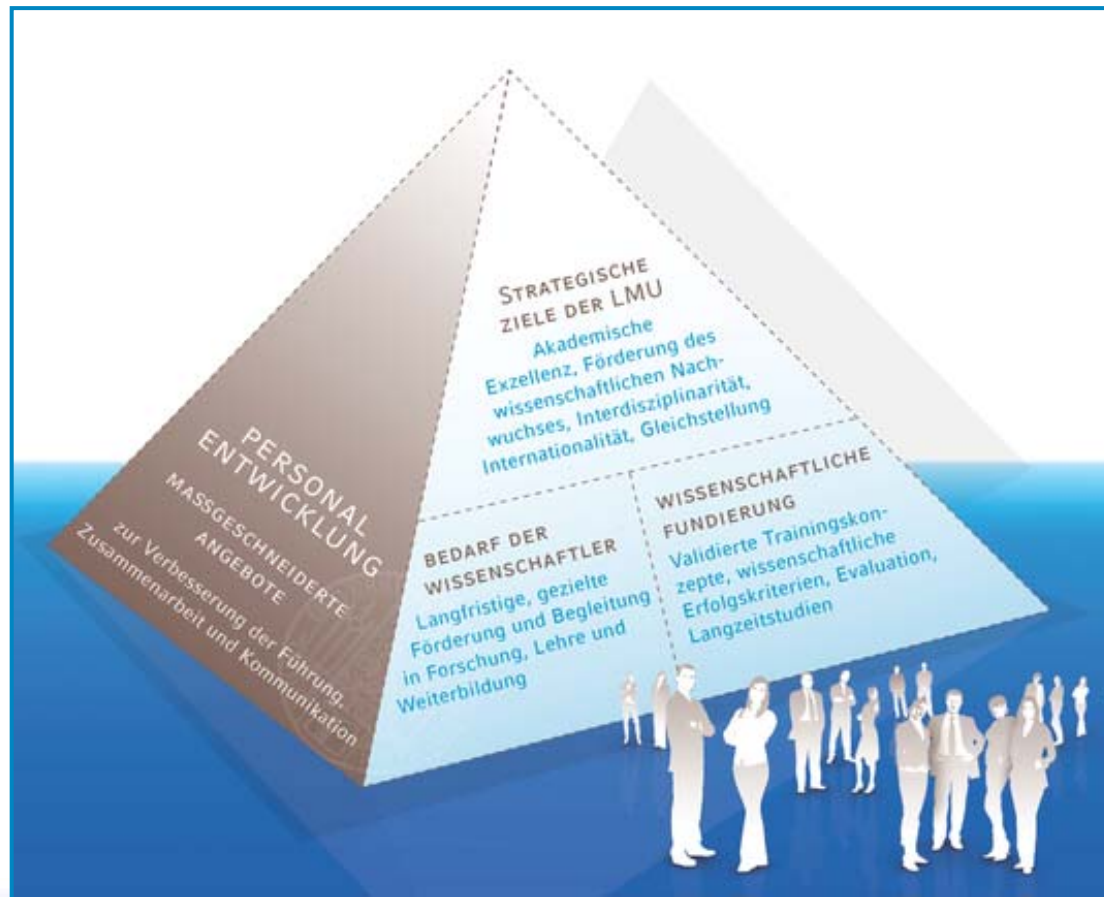 PERSONAL
ENTWICKLUNG
MASSGESCHNEIDERTE
ANGEBOTE
zur Verbesserung der Führung,
Zusammenarbeit und Kommunikation
STRATEGISCHE
ZIELE DER LMU
Akademische
Exzellenz, Förderung des
wissenschaftlichen Nach-
wuchses, Interdisziplinarität,
Internationalität, Gleichstellung
BEDARF DER
WISSENSCHAFTLER
Langfristige, gezielte
Förderung und Begleitung
in Forschung, Lehre und
Weiterbildung
WISSENSCHAFTLICHE
FUNDIERUNG
Validierte Trainingskon-
zepte, wissenschaftliche
Erfolgskriterien, Evaluation,
Langzeitstudien